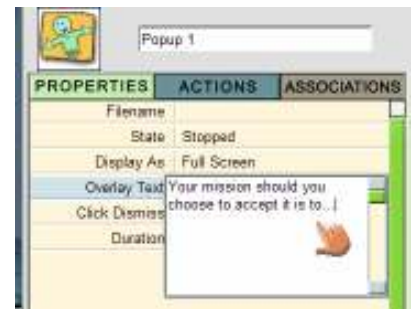 Popup 1
PROPERTIES ACTIONS ASSOCIATIONS
Filename
State Stopped
Display As Full Screen
Overlay Text Your mission should you
choose to accept it is to...
Click Dismiss
Duration